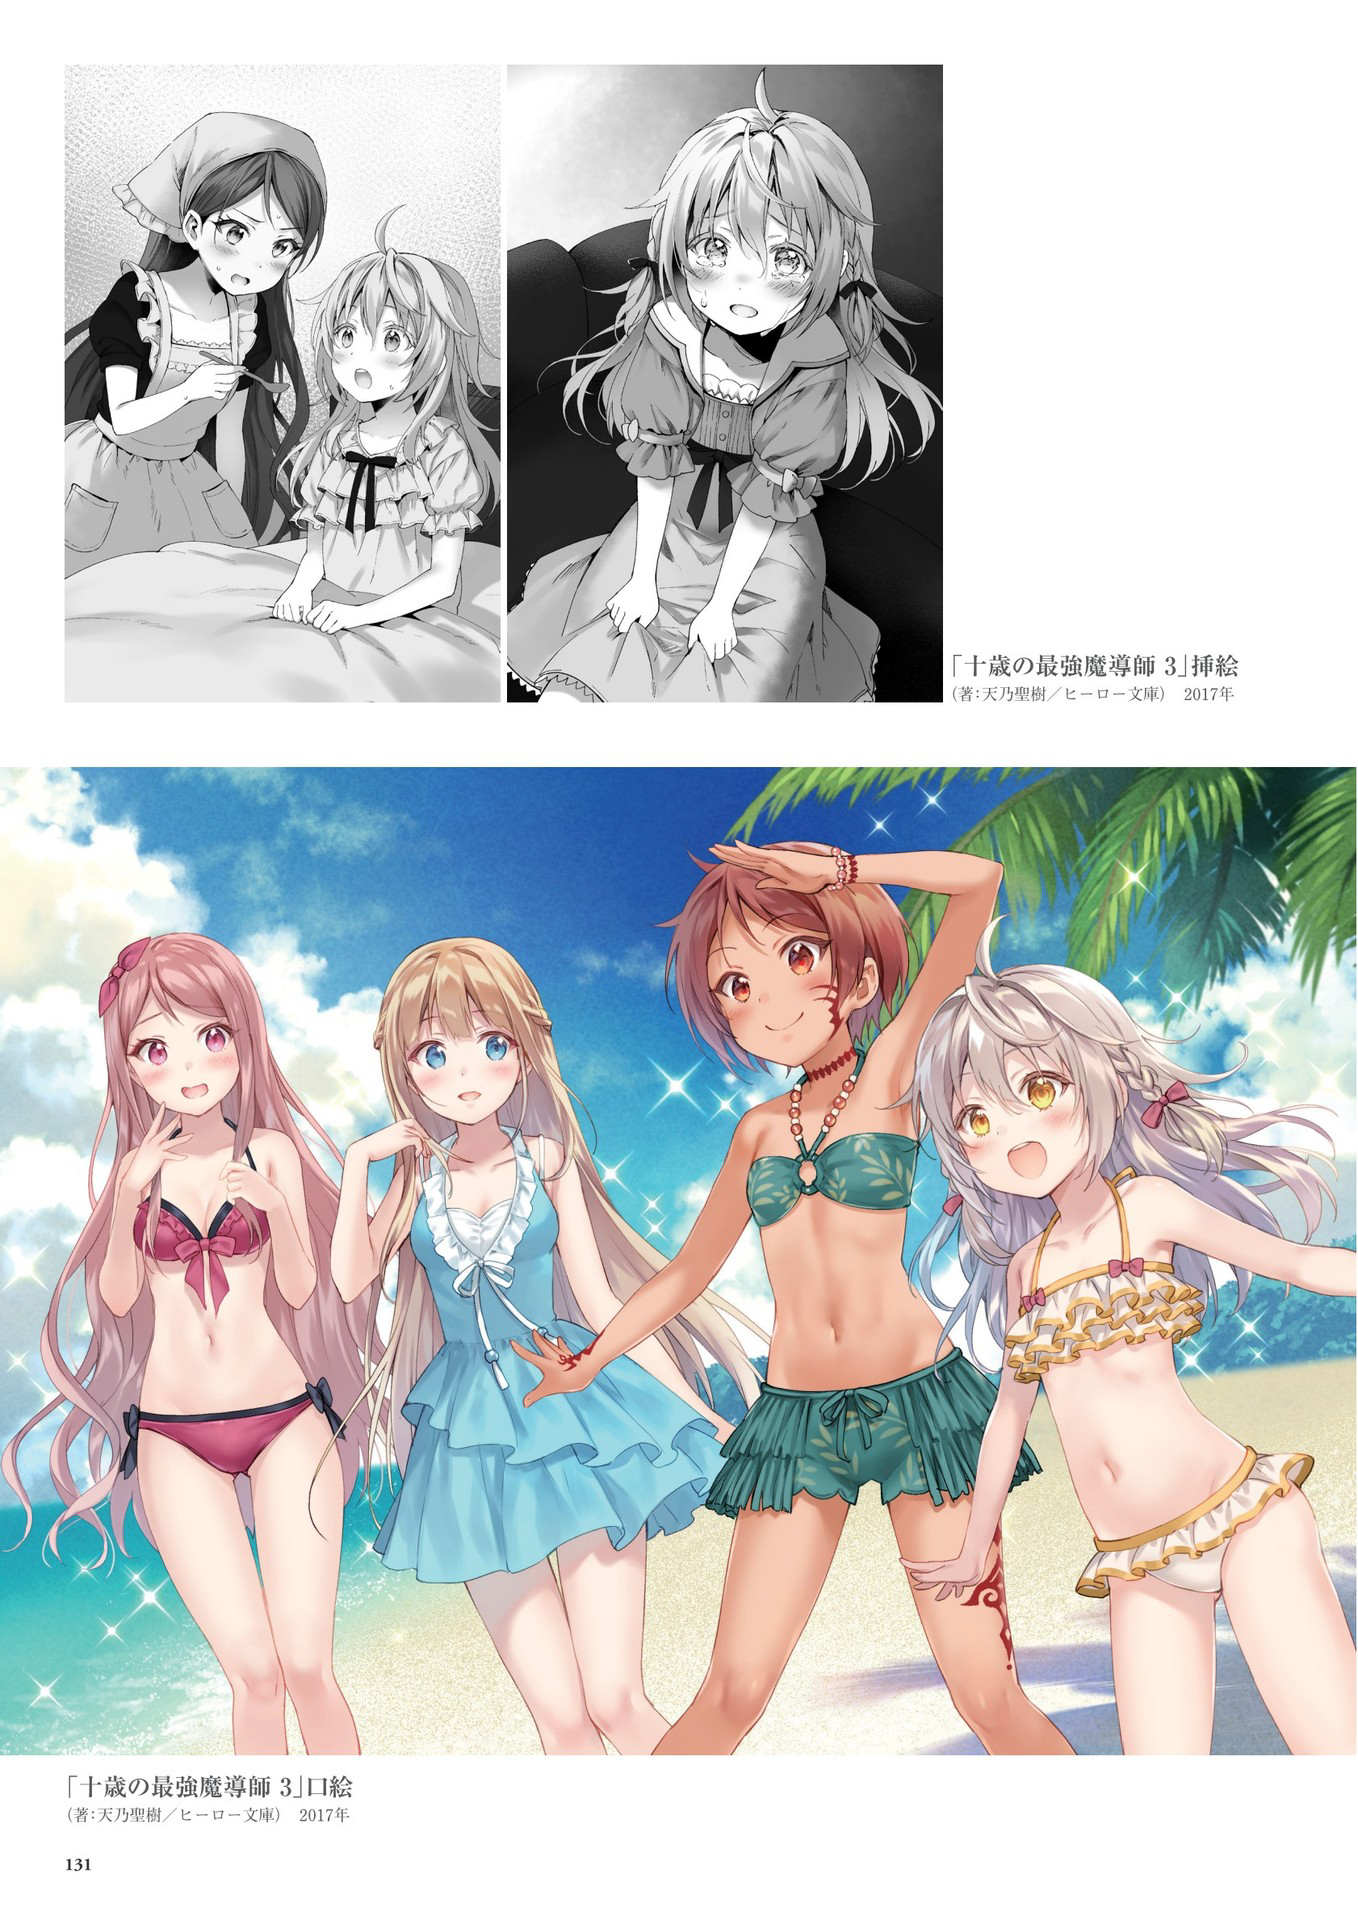 「十歳の最強魔導師 3」挿絵
（著：天乃聖樹／ヒーロー文庫）　2017年
「十歳の最強魔導師 3」口絵
（著：天乃聖樹／ヒーロー文庫）　2017年
131